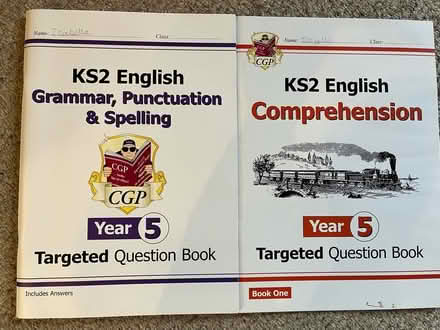 Name: Class
KS2 English
Grammar, Punctuation
& Spelling
CGP
CGP
Year 5
Targeted Question Book
Includes Answers
Name: Class:
CGP
KS2 English
Comprehension
Year 5
Targeted Question Book
Book One